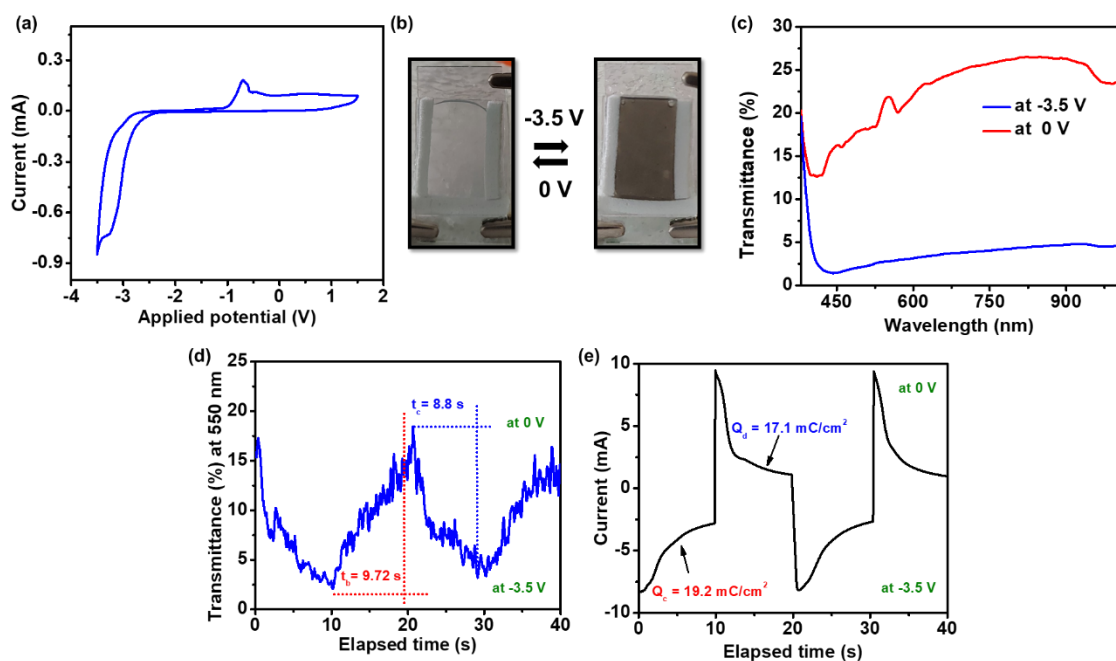 (a)
Current (mA)
0.3
0.0
-0.3
-0.6
-0.9
-4 -3 -2 -1 0 1 2
Applied potential (V)
(b)
-3.5 V
0 V
(c)
Transmittance (%)
30
25
20
15
10
5
0
at -3.5 V
at 0 V
450 600 750 900
Wavelength (nm)
(d)
Transmittance (%) at 550 nm
25
20
15
10
5
0
t_c = 8.8 s
at 0 V
t_b = 9.72 s
at -3.5 V
0 10 20 30 40
Elapsed time (s)
(e)
Current (mA)
10
5
0
-5
-10
at 0 V
Q_d = 17.1 mC/cm²
Q_c = 19.2 mC/cm²
at -3.5 V
0 10 20 30 40
Elapsed time (s)